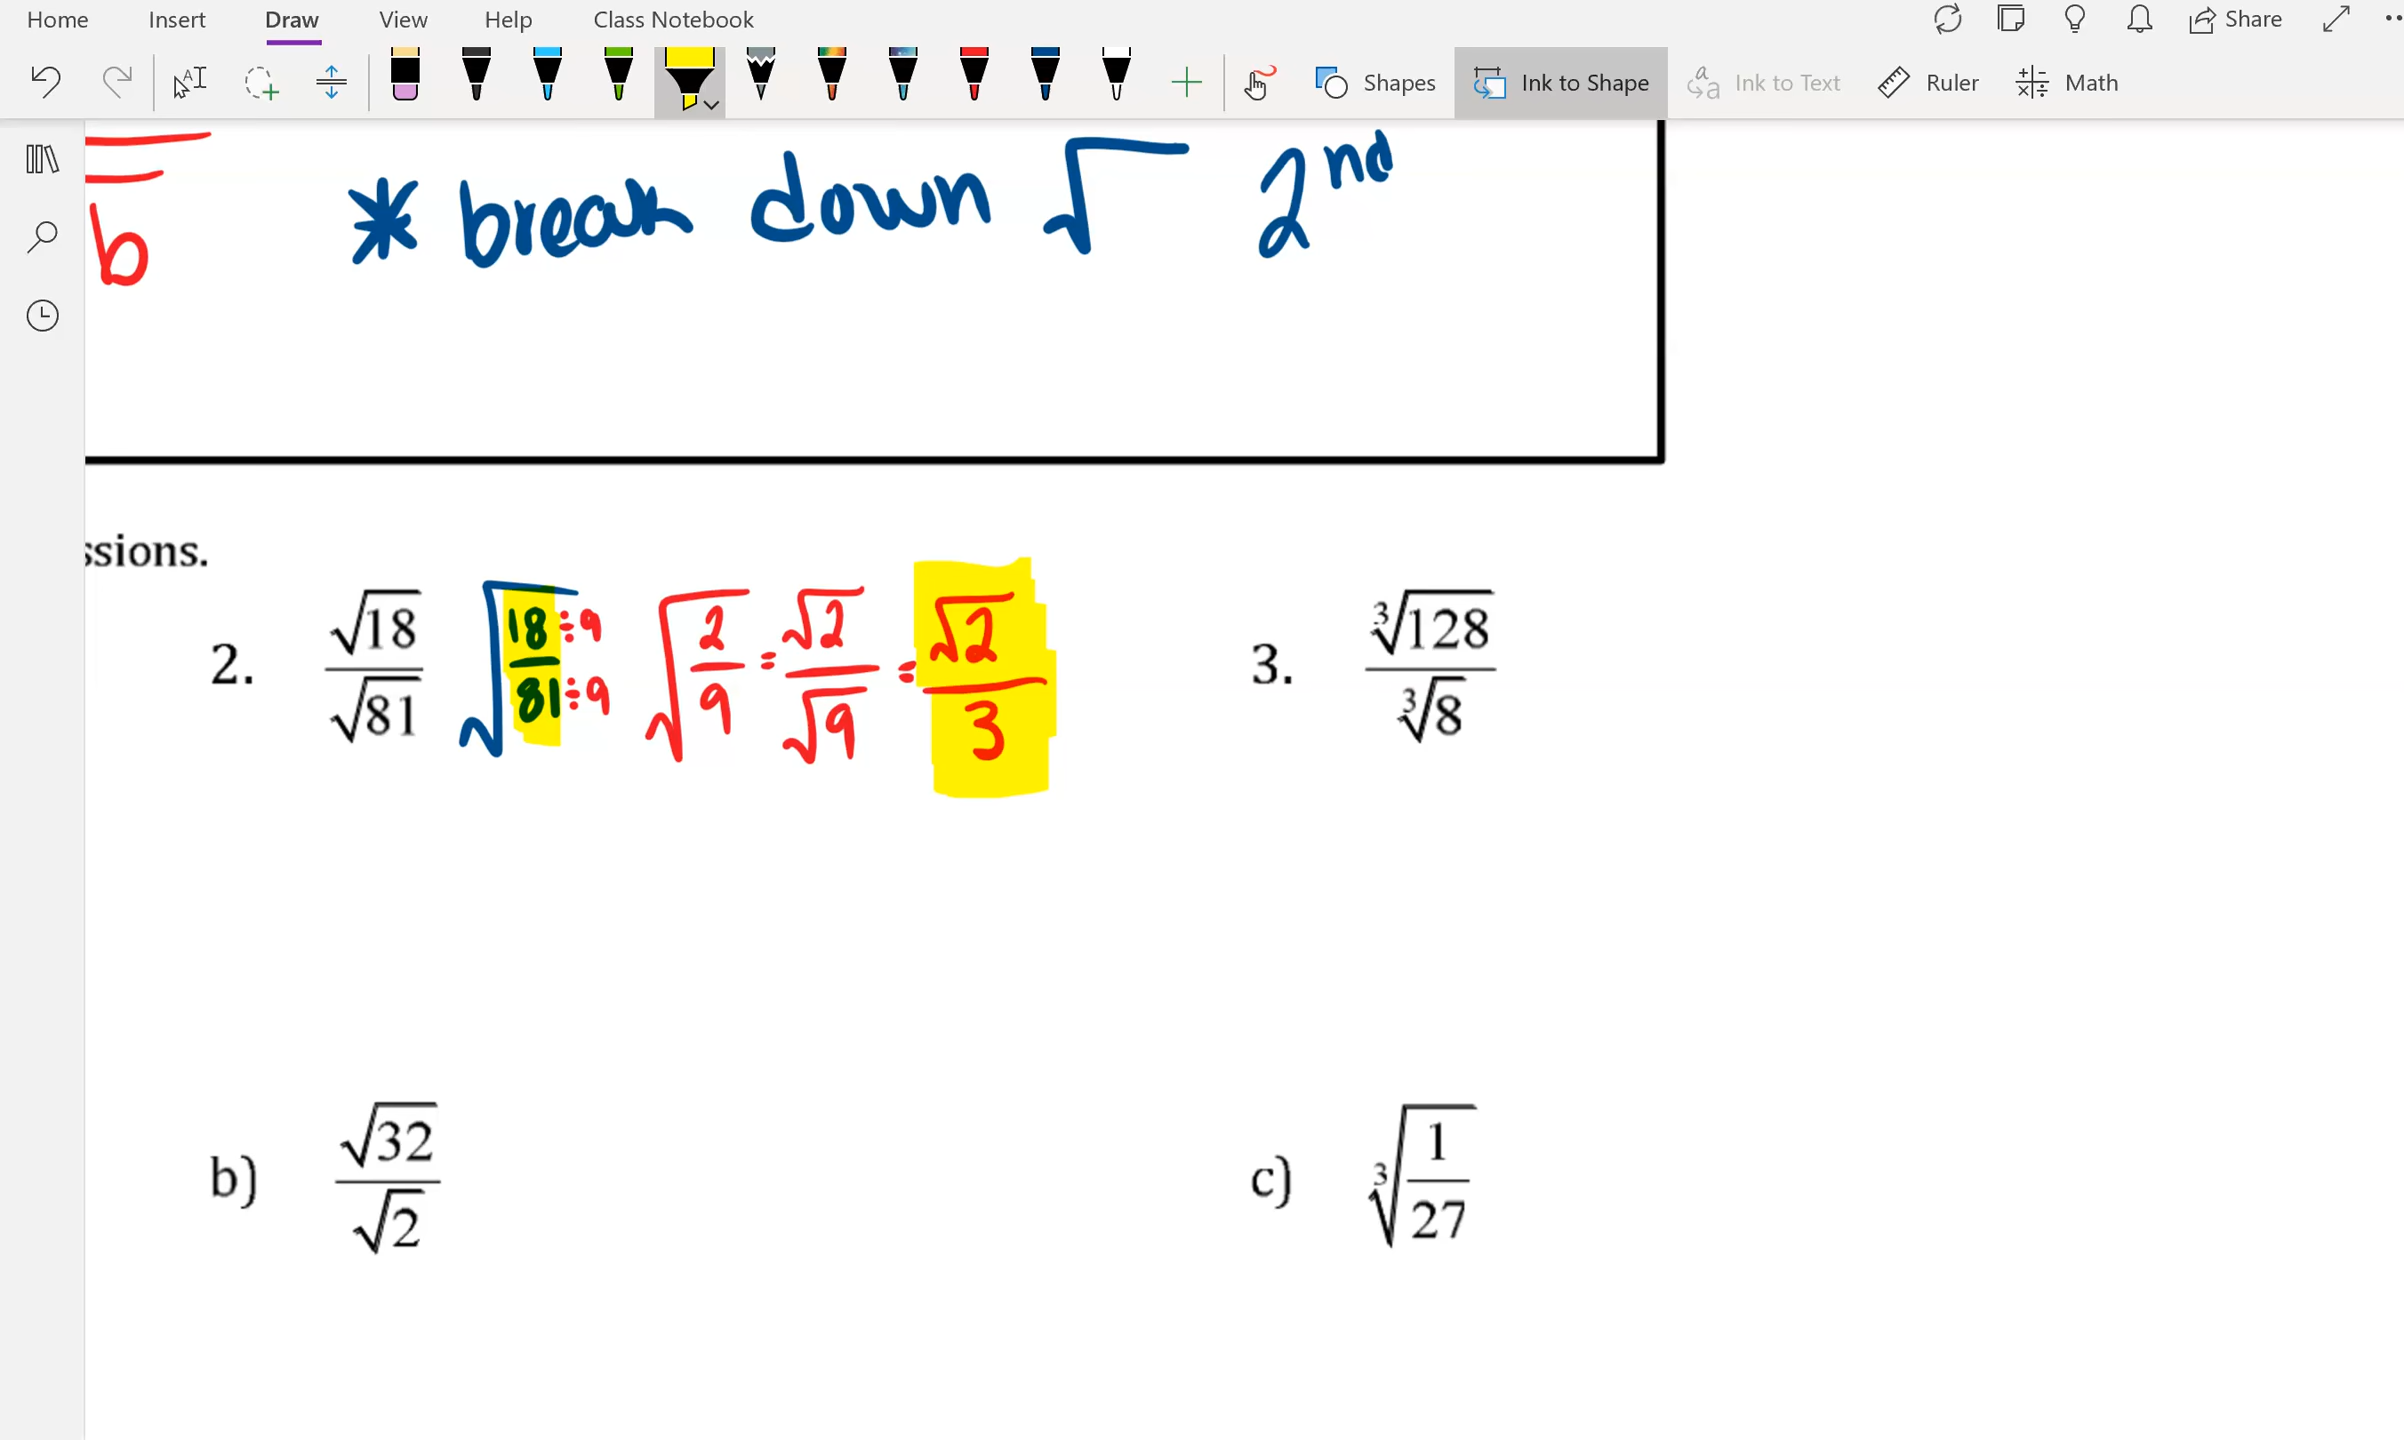 Home Insert Draw View Help Class Notebook Share
Shapes Ink to Shape Ink to Text Ruler Math
b * break down √ 2nd
ssions.
2. √18/√81 √(18÷9/81÷9) √(2/9) = √2/√9 = √2/3
3. ∛128/∛8
b) √32/√2
c) ∛(1/27)